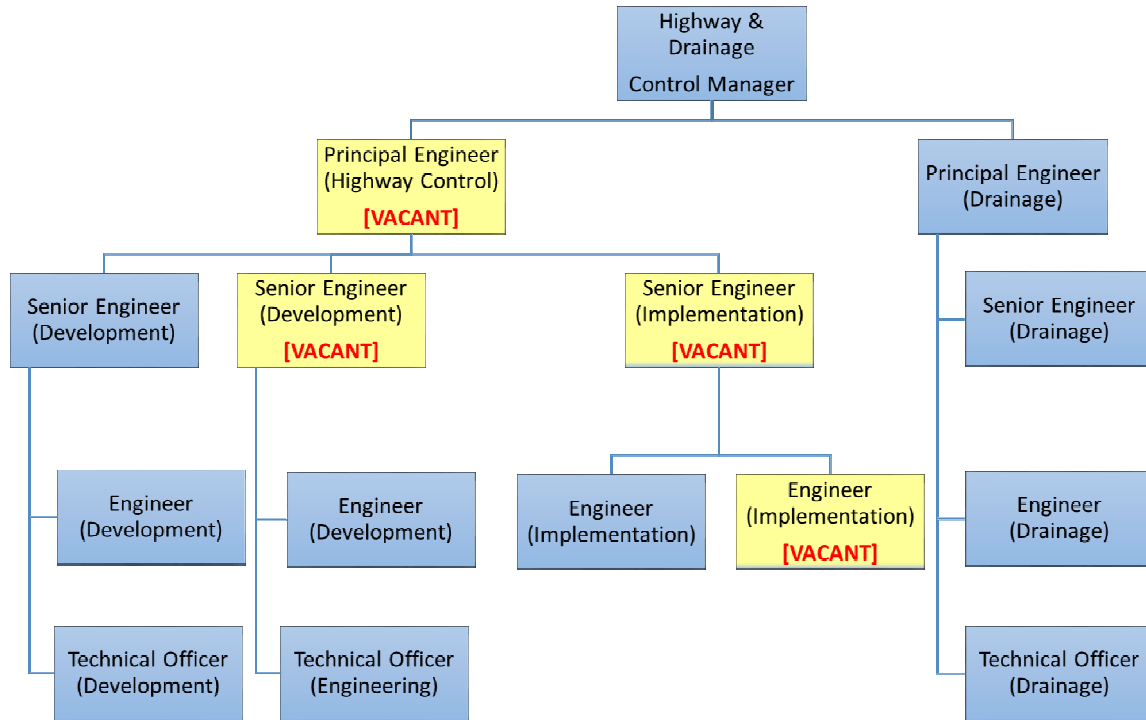 Highway &
Drainage
Control Manager
Principal Engineer
(Highway Control)
[VACANT]
Principal Engineer
(Drainage)
Senior Engineer
(Development)
Senior Engineer
(Development)
[VACANT]
Senior Engineer
(Implementation)
[VACANT]
Senior Engineer
(Drainage)
Engineer
(Development)
Engineer
(Development)
Engineer
(Implementation)
Engineer
(Implementation)
[VACANT]
Engineer
(Drainage)
Technical Officer
(Development)
Technical Officer
(Engineering)
Technical Officer
(Drainage)